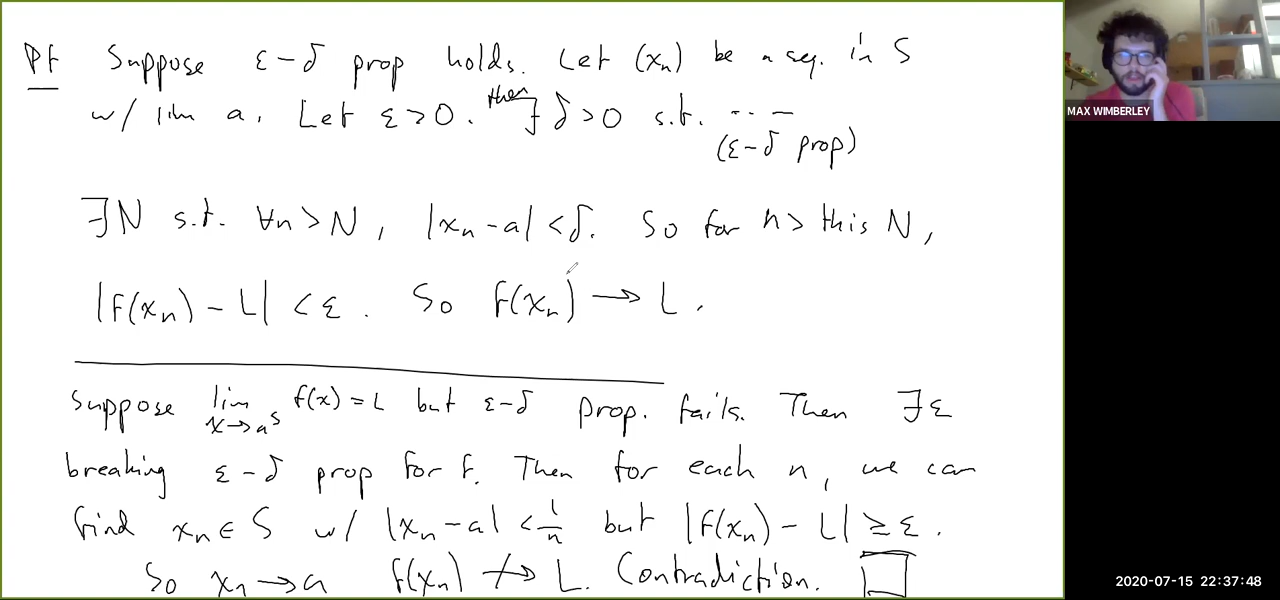 Pf Suppose ε-δ prop holds. Let (xₙ) be a seq. in S
w/ lim a. Let ε>0. then ∃ δ>0 s.t. ... 
(ε-δ prop)
∃N s.t. ∀n>N, |xₙ-a|<δ. So for n> this N,
|f(xₙ)-L| <ε. So f(xₙ) → L.
Suppose lim x→aˢ f(x)=L but ε-δ prop. fails. Then ∃ε
breaking ε-δ prop for f. Then for each n, we can
find xₙ∈S w/ |xₙ-a|<1/n but |f(xₙ)-L|≥ε.
So xₙ→a f(xₙ)↛L. Contradiction. □
MAX WIMBERLEY
2020-07-15 22:37:48